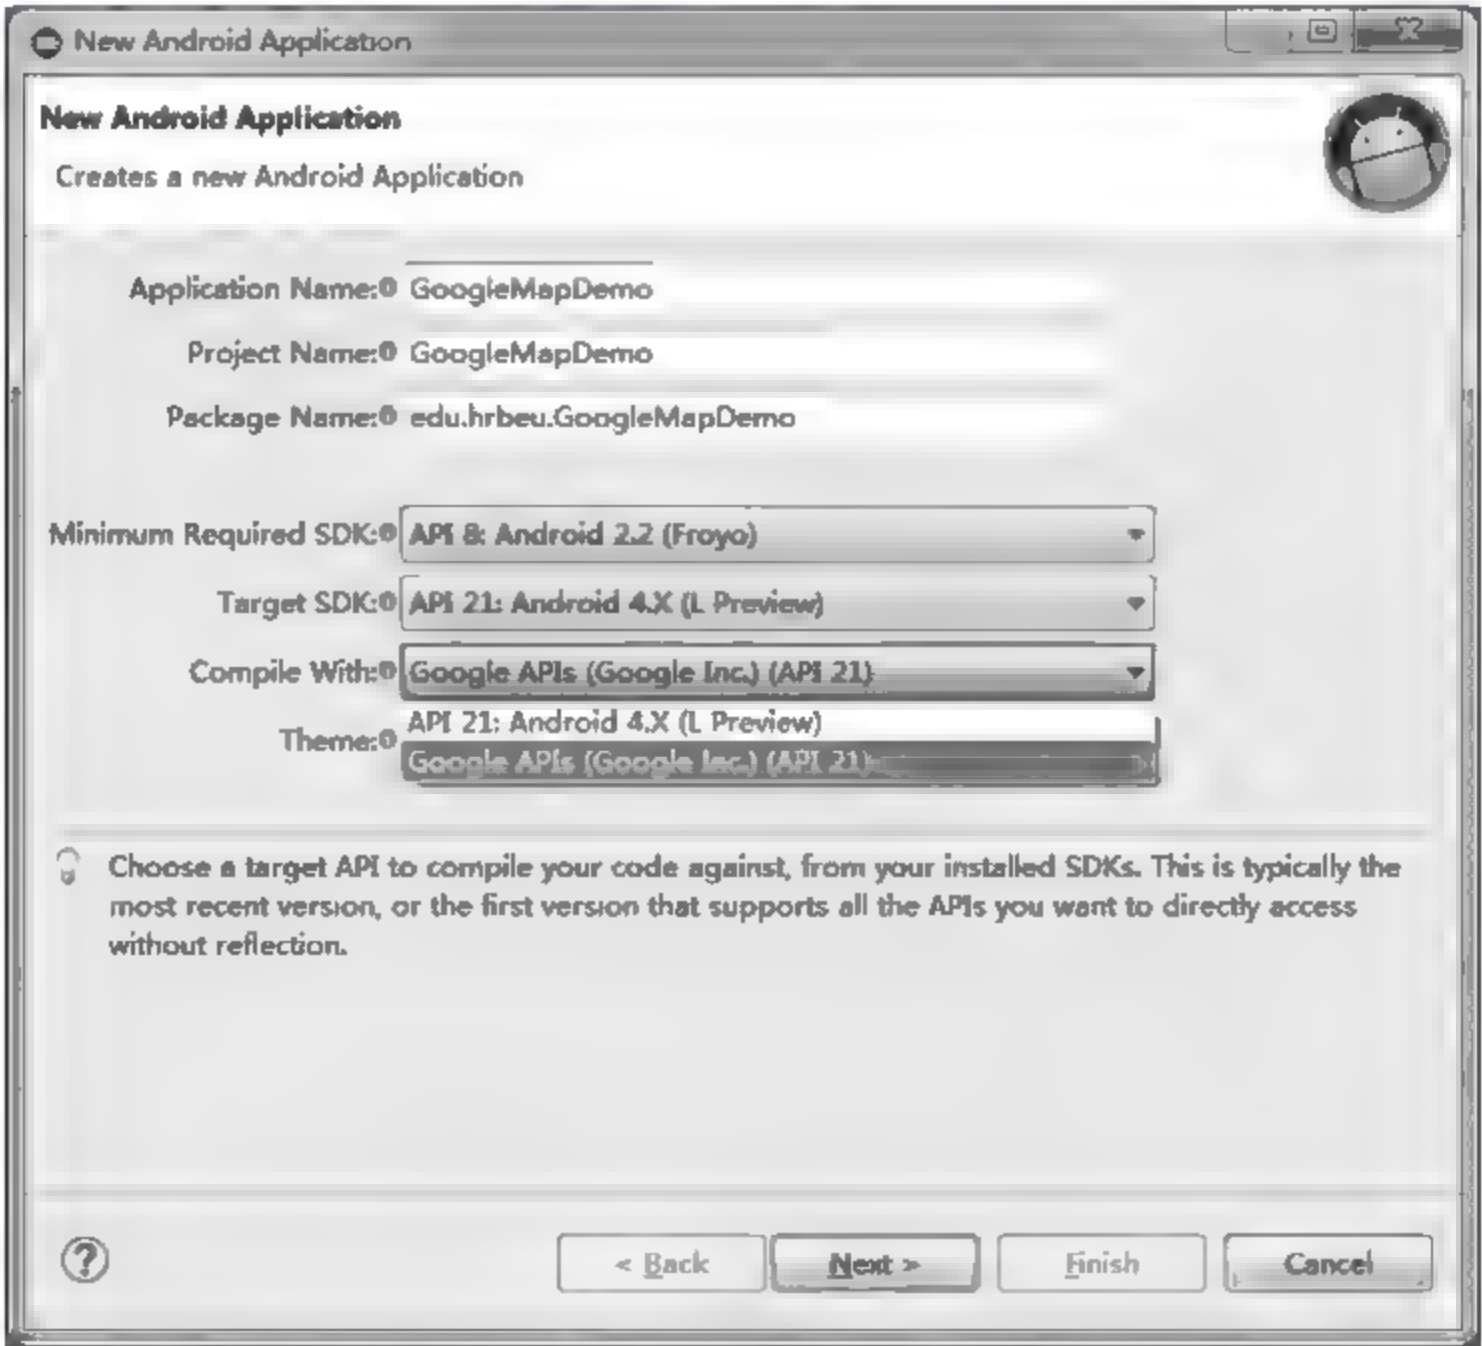 New Android Application
New Android Application
Creates a new Android Application
Application Name: GoogleMapDemo
Project Name: GoogleMapDemo
Package Name: edu.hrbeu.GoogleMapDemo
Minimum Required SDK: API 8: Android 2.2 (Froyo)
Target SDK: API 21: Android 4.X (L Preview)
Compile With: Google APIs (Google Inc.) (API 21)
API 21: Android 4.X (L Preview)
Theme:
Google APIs (Google Inc.) (API 21)
Choose a target API to compile your code against, from your installed SDKs. This is typically the
most recent version, or the first version that supports all the APIs you want to directly access
without reflection.
? < Back Next > Finish Cancel